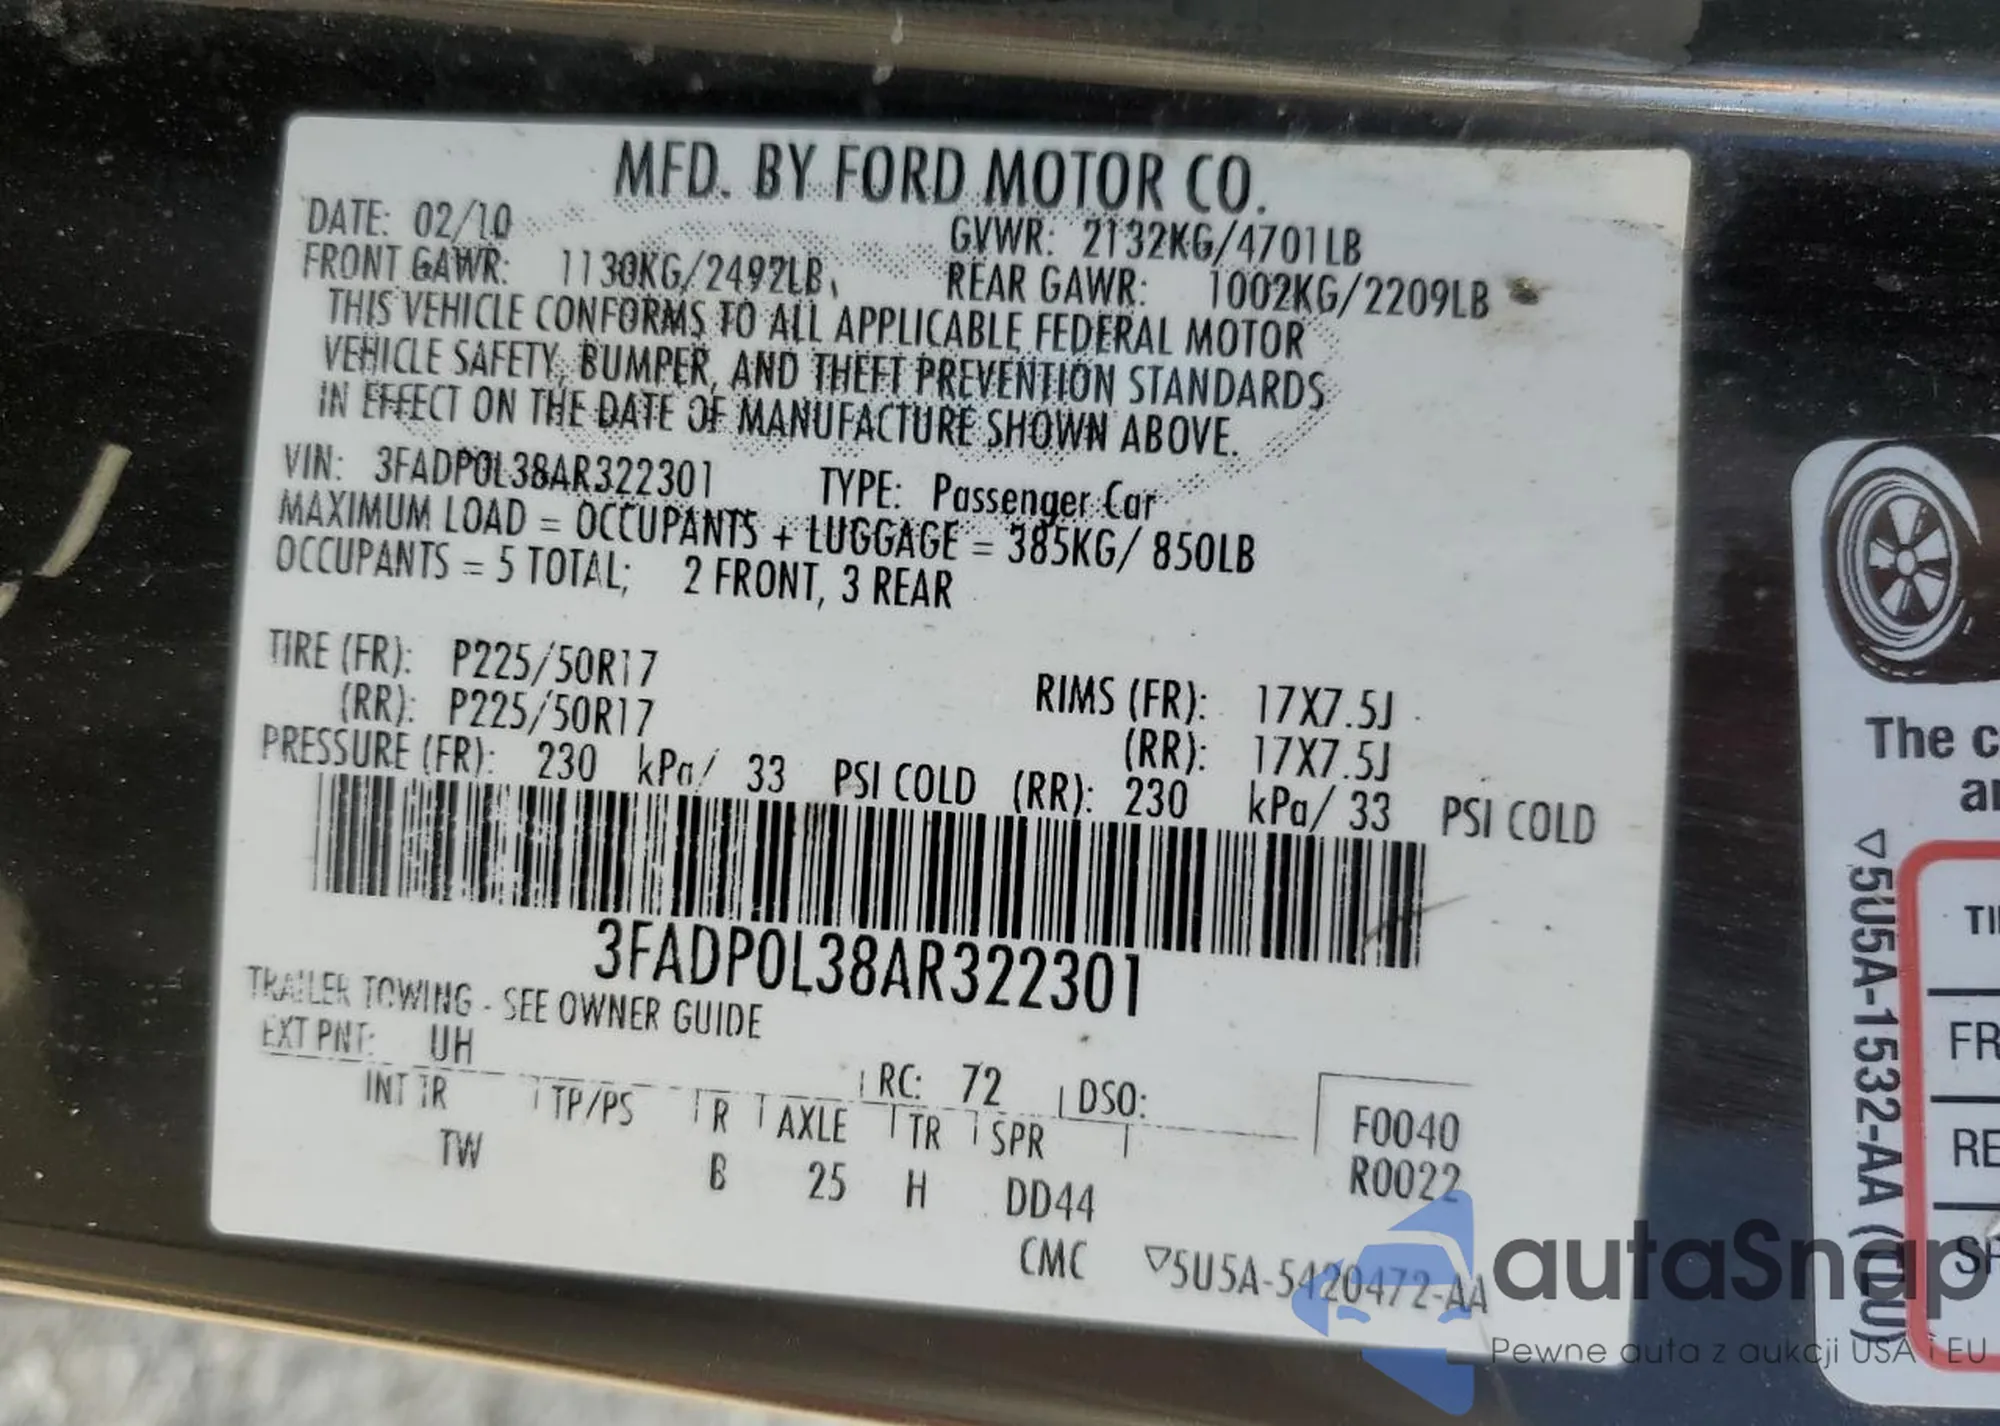 MFD. BY FORD MOTOR CO.
DATE: 02/10 GVWR: 2132KG/4701LB
FRONT GAWR: 1130KG/2492LB REAR GAWR: 1002KG/2209LB
THIS VEHICLE CONFORMS TO ALL APPLICABLE FEDERAL MOTOR
VEHICLE SAFETY, BUMPER, AND THEFT PREVENTION STANDARDS
IN EFFECT ON THE DATE OF MANUFACTURE SHOWN ABOVE.
VIN: 3FADP0L38AR322301 TYPE: Passenger Car
MAXIMUM LOAD = OCCUPANTS + LUGGAGE = 385KG/ 850LB
OCCUPANTS = 5 TOTAL; 2 FRONT, 3 REAR
TIRE (FR): P225/50R17 RIMS (FR): 17X7.5J
(RR): P225/50R17 (RR): 17X7.5J
PRESSURE (FR): 230 kPa/ 33 PSI COLD (RR): 230 kPa/ 33 PSI COLD
3FADP0L38AR322301
TRAILER TOWING - SEE OWNER GUIDE
EXT PNT: UH RC: 72 DSO:
INT TR TP/PS R AXLE TR SPR F0040
TW B 25 H DD44 R0022
CMC ▽5U5A-5420472-AA
The c
an
▽5U5A-1532-AA (LDU)
TI
FR
RE
SP
autaSnap
Pewne auta z aukcji USA i EU